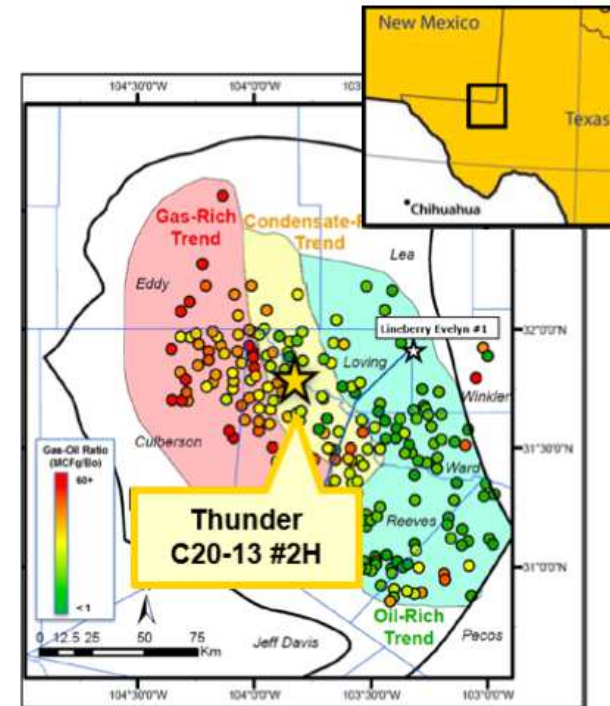 New Mexico
Texas
Chihuahua
104°30'0"W
104°0'0"W
Gas-Rich
Trend
Condensate-R
Trend
Lea
Eddy
32°0'0"N
Lineberry Evelyn #1
Loving
Winkler
Culberson
31°30'0"N
Gas-Oil Ratio
(MCFg/Bo)
60+
<1
Ward
Thunder
C20-13 #2H
Reeves
31°0'0"N
Oil-Rich
Trend
Pecos
Jeff Davis
0 12.5 25 50 75
Km
104°30'0"W
104°0'0"W
103°30'0"W
103°0'0"W